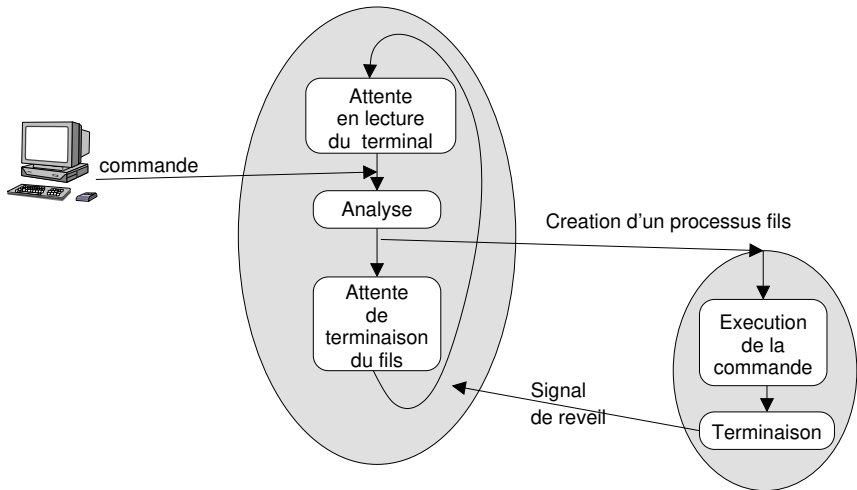 Attente
en lecture
du terminal
commande
Analyse
Creation d'un processus fils
Attente
de
terminaison
du fils
Execution
de la
commande
Signal
de reveil
Terminaison